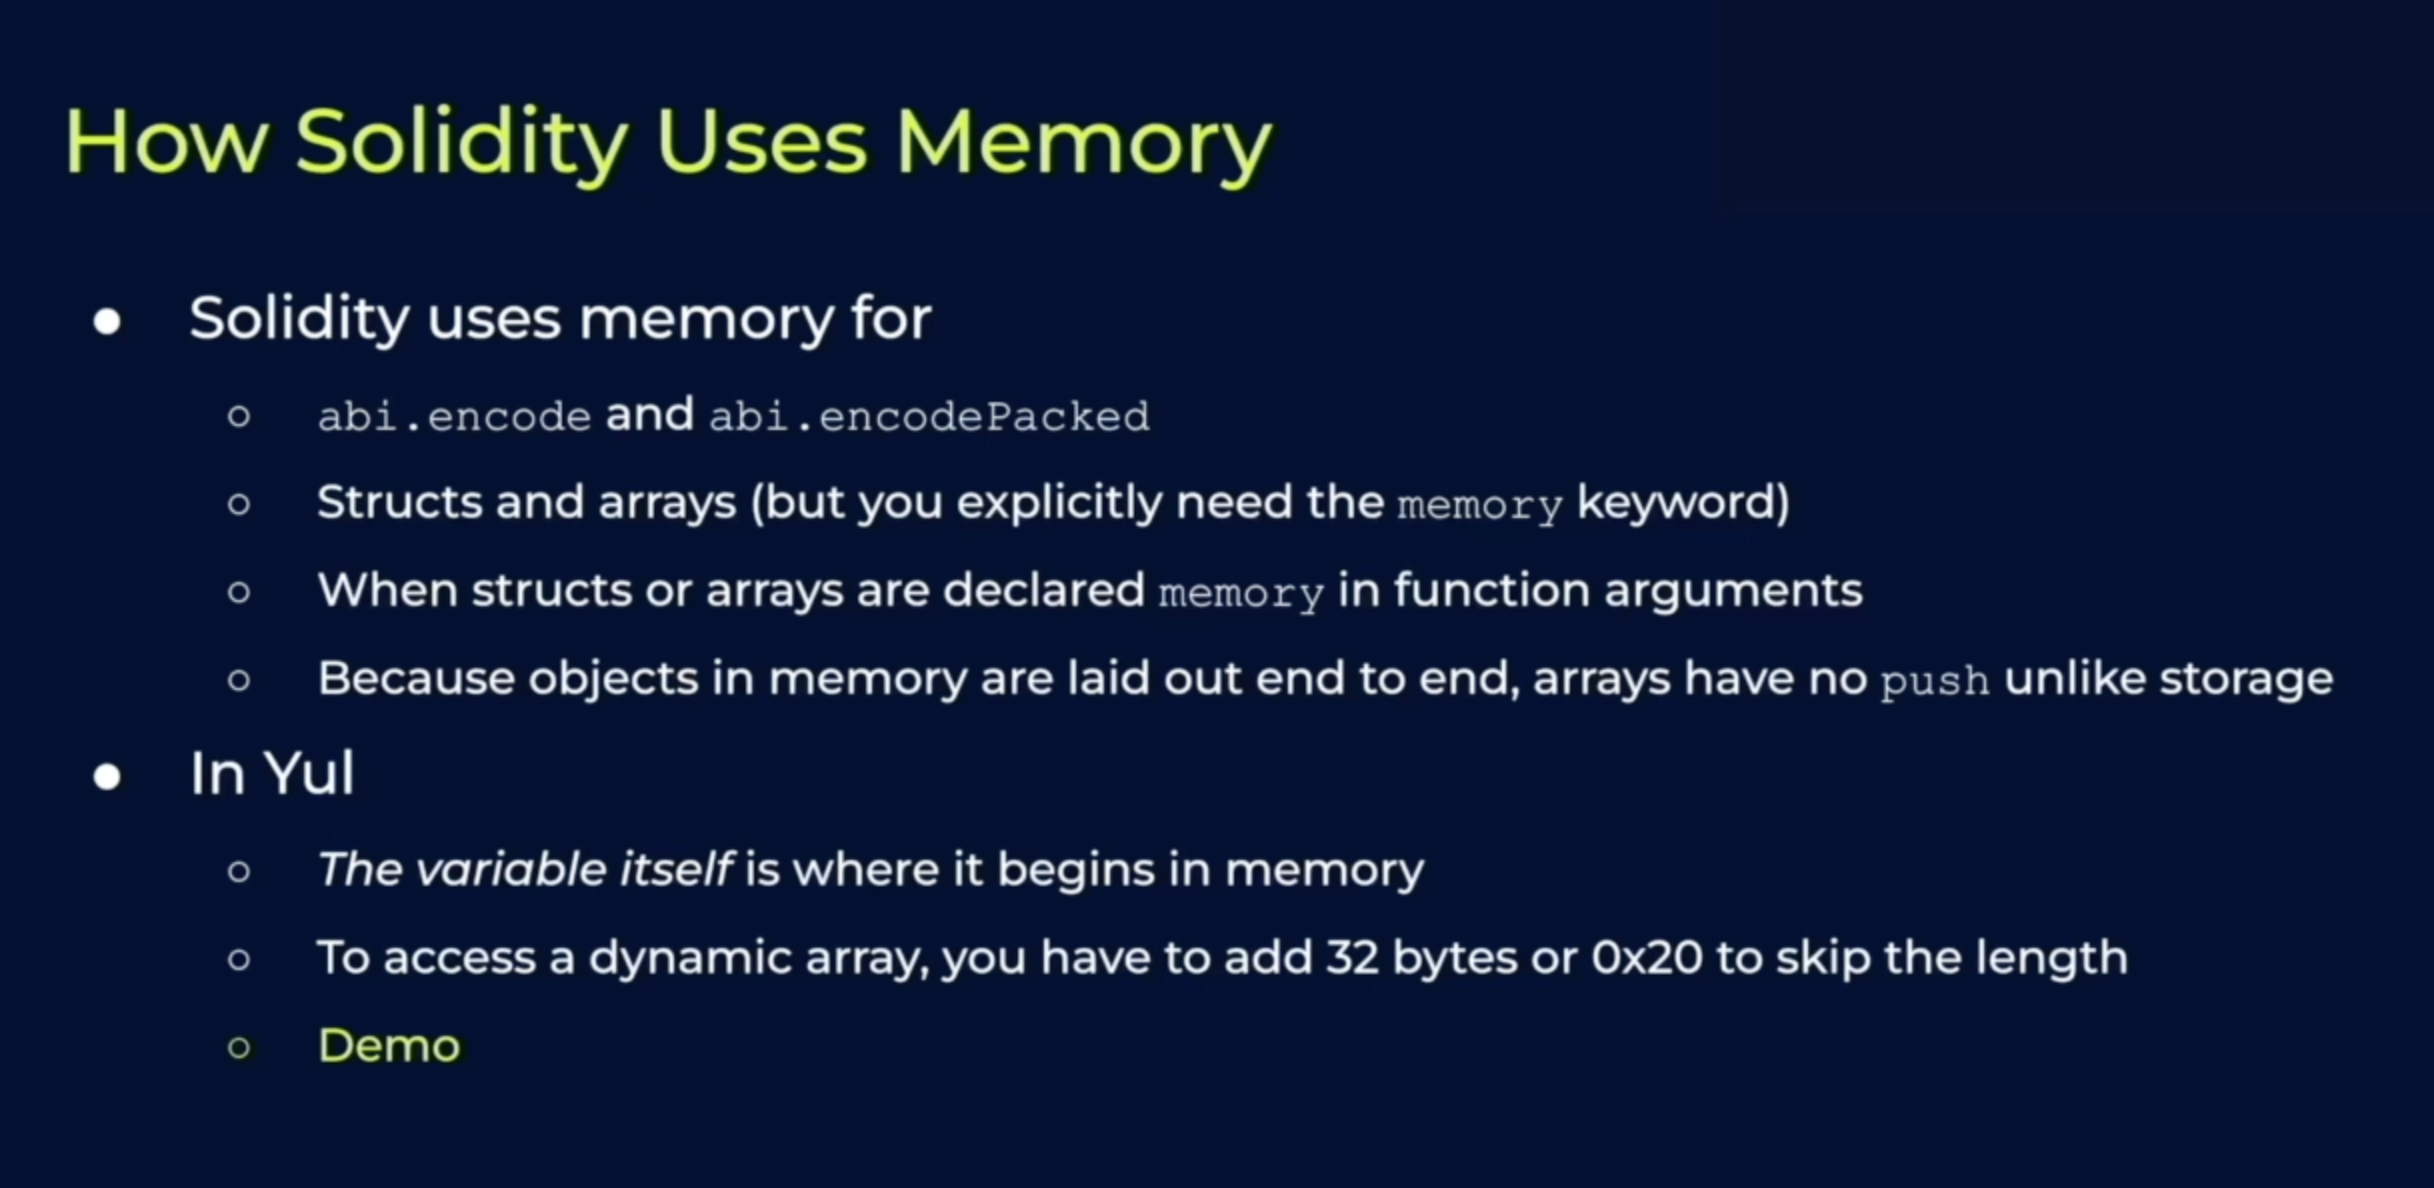 How Solidity Uses Memory
● Solidity uses memory for
○ abi.encode and abi.encodePacked
○ Structs and arrays (but you explicitly need the memory keyword)
○ When structs or arrays are declared memory in function arguments
○ Because objects in memory are laid out end to end, arrays have no push unlike storage
● In Yul
○ The variable itself is where it begins in memory
○ To access a dynamic array, you have to add 32 bytes or 0x20 to skip the length
○ Demo